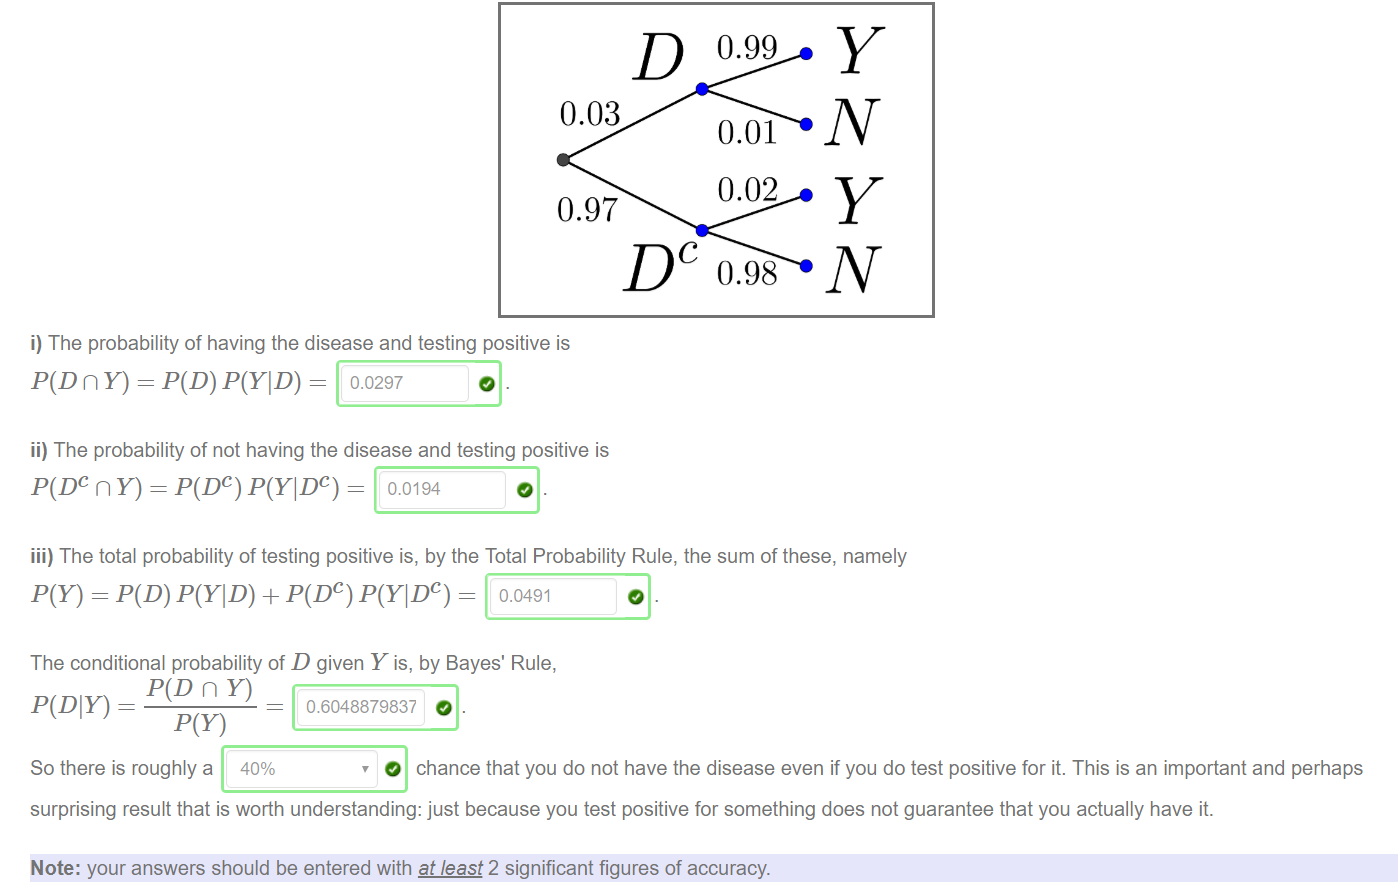 D 0.99 Y
0.03
0.01 N
0.02 Y
0.97
Dᶜ 0.98 N
i) The probability of having the disease and testing positive is
P(D ∩ Y) = P(D) P(Y|D) = 0.0297 .
ii) The probability of not having the disease and testing positive is
P(Dᶜ ∩ Y) = P(Dᶜ) P(Y|Dᶜ) = 0.0194 .
iii) The total probability of testing positive is, by the Total Probability Rule, the sum of these, namely
P(Y) = P(D) P(Y|D) + P(Dᶜ) P(Y|Dᶜ) = 0.0491 .
The conditional probability of D given Y is, by Bayes' Rule,
P(D ∩ Y)
P(D|Y) = = 0.6048879837 .
P(Y)
So there is roughly a 40% chance that you do not have the disease even if you do test positive for it. This is an important and perhaps
surprising result that is worth understanding: just because you test positive for something does not guarantee that you actually have it.
Note: your answers should be entered with at least 2 significant figures of accuracy.